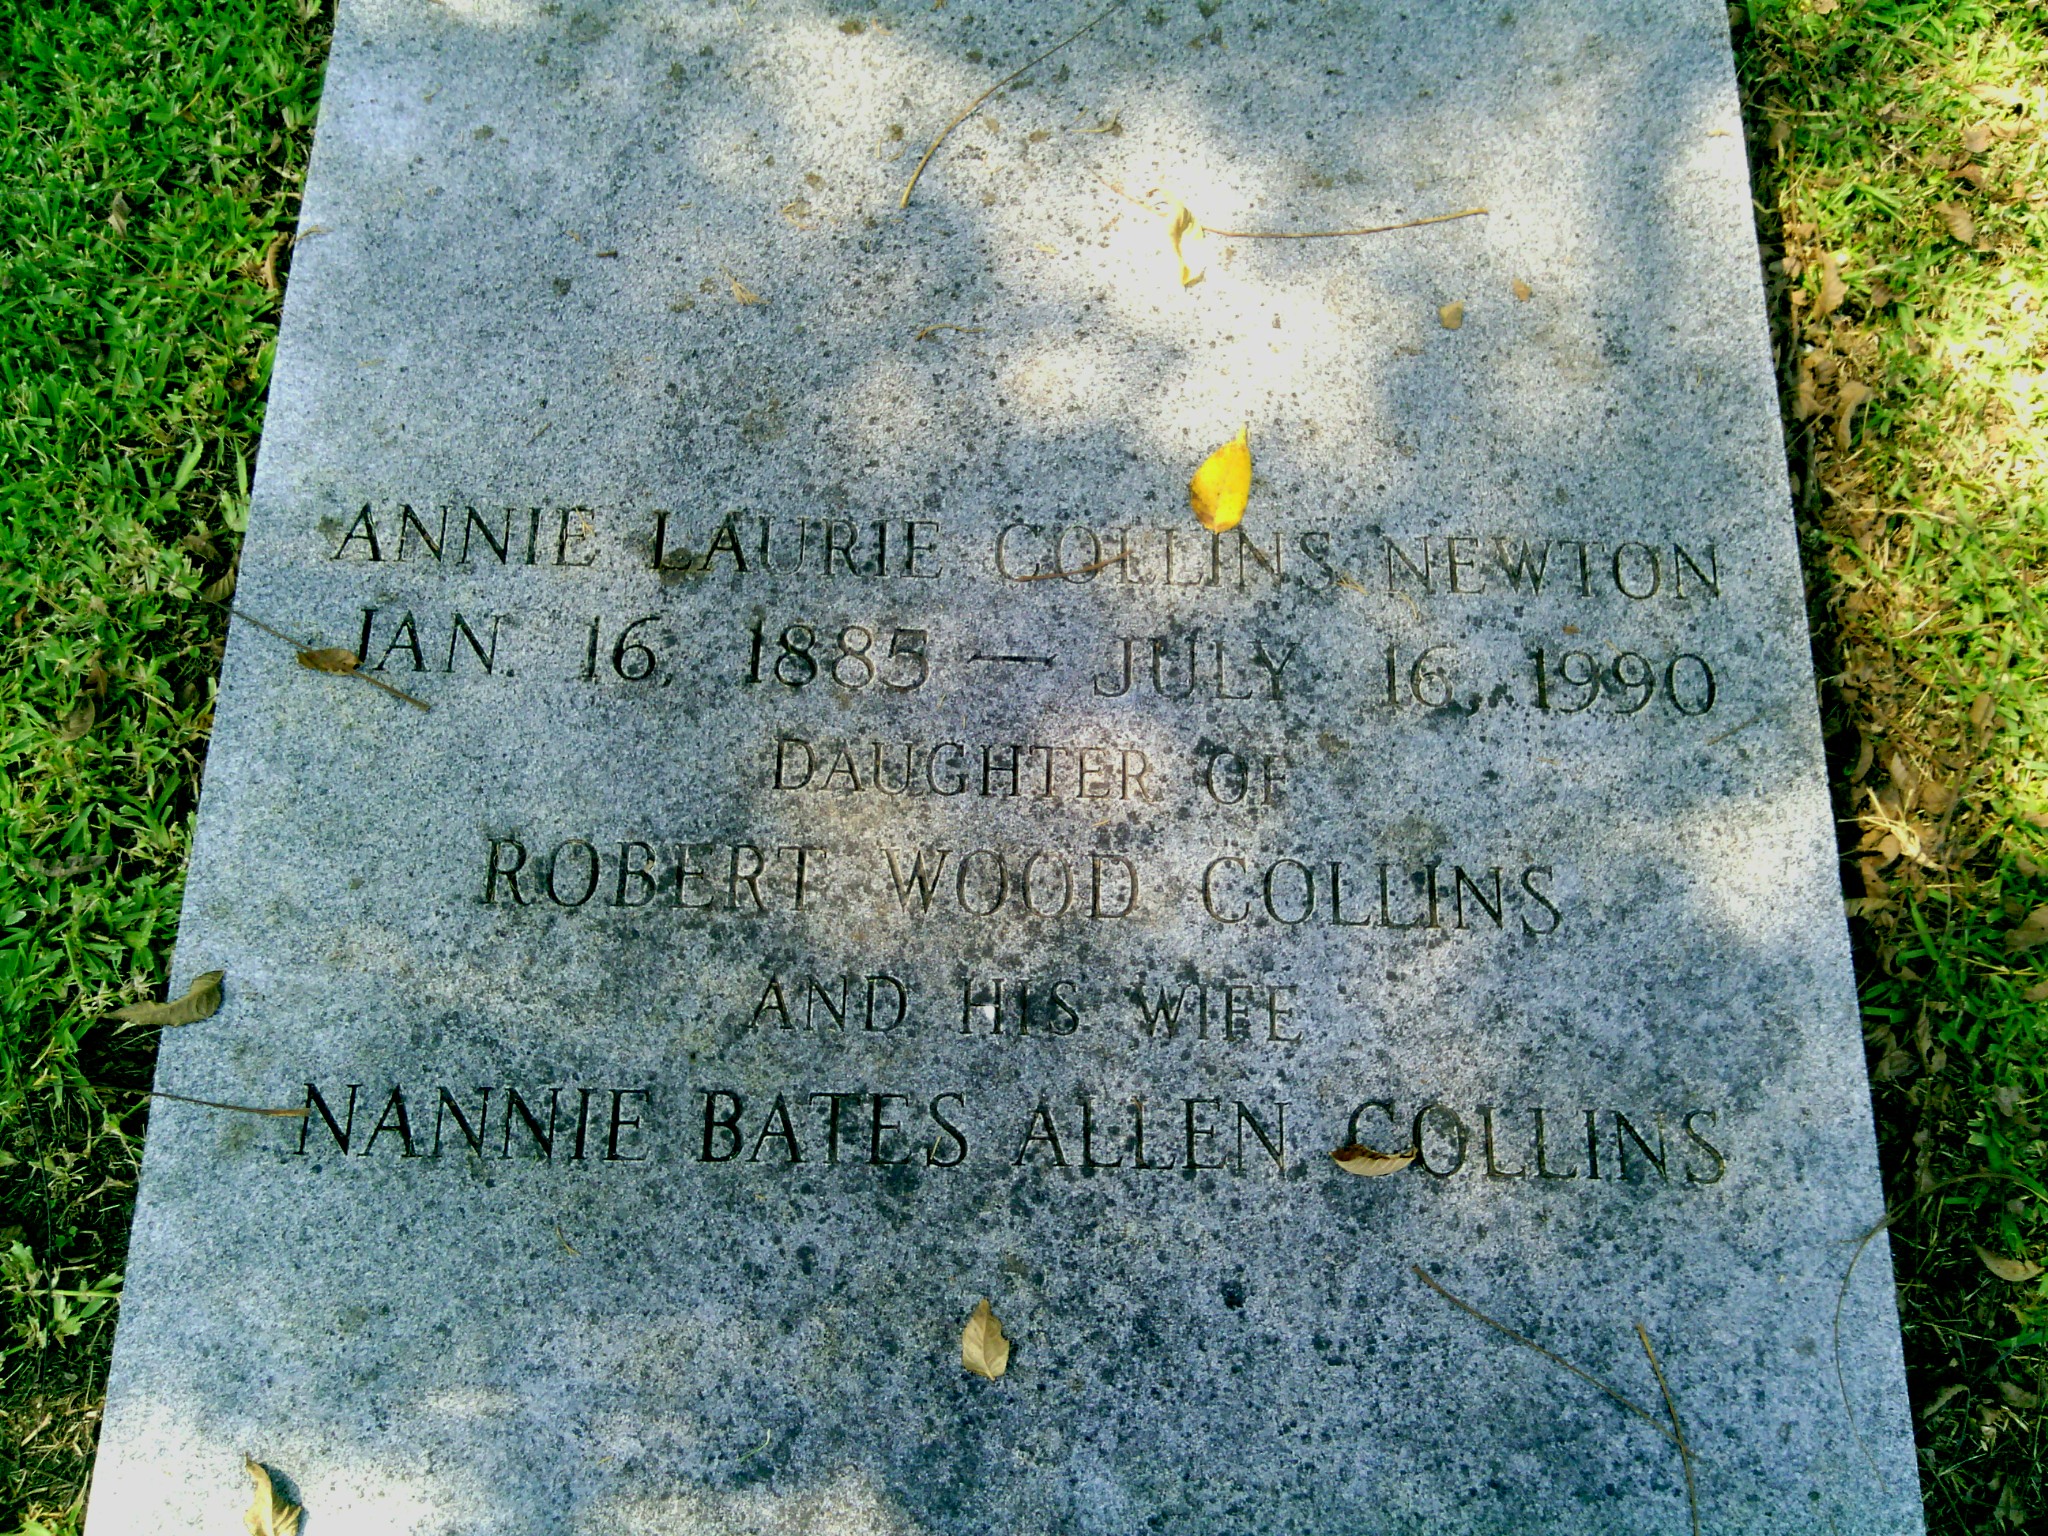 ANNIE LAURIE COLLINS NEWTON
JAN. 16, 1885 — JULY 16, 1990
DAUGHTER OF
ROBERT WOOD COLLINS
AND HIS WIFE
NANNIE BATES ALLEN COLLINS